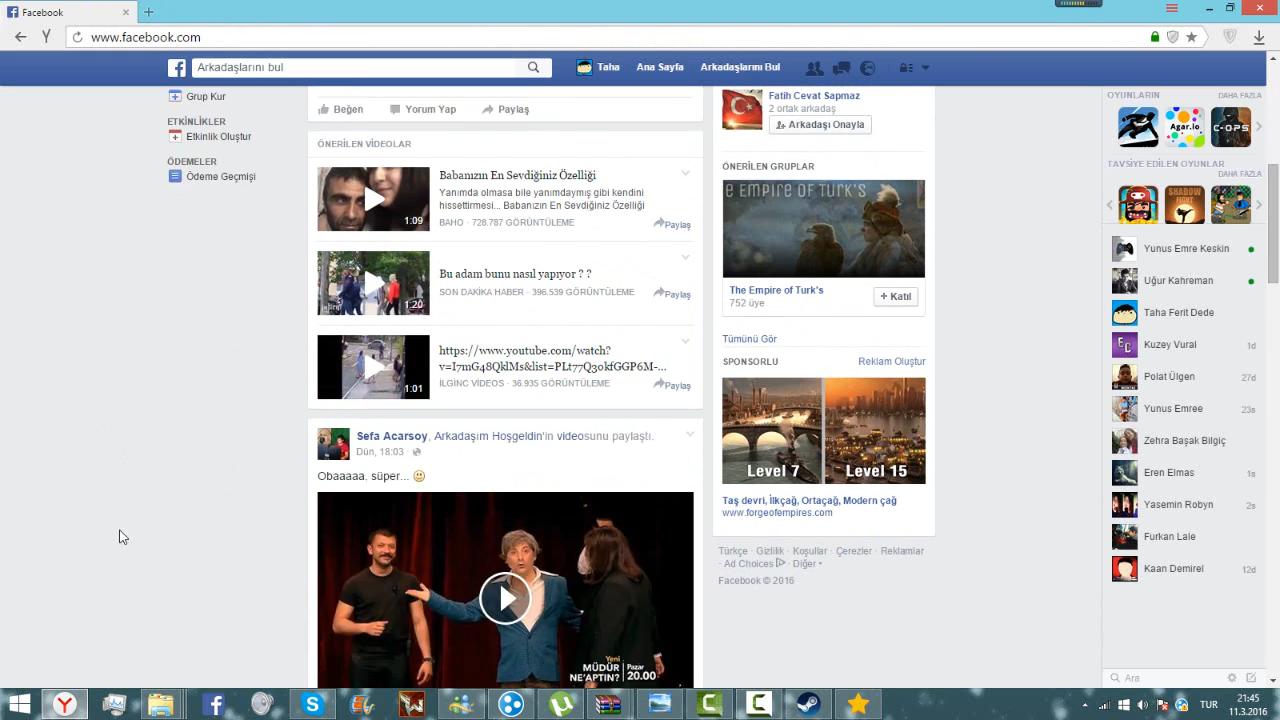 Facebook
www.facebook.com
Arkadaşlarını bul
Taha
Ana Sayfa
Arkadaşlarını Bul
Grup Kur
ETKİNLİKLER
Etkinlik Oluştur
ÖDEMELER
Ödeme Geçmişi
Beğen
Yorum Yap
Paylaş
ÖNERİLEN VİDEOLAR
1:09
Babanızın En Sevdiğiniz Özelliği
Yanımda olmasa bile yanımdaymış gibi kendini
hissettirmesi... Babanızın En Sevdiğiniz Özelliği
BAHO · 728.787 GÖRÜNTÜLEME
Paylaş
1:20
Bu adam bunu nasıl yapıyor ? ?
SON DAKİKA HABER · 396.539 GÖRÜNTÜLEME
Paylaş
1:01
https://www.youtube.com/watch?
v=I7mG48QklMs&list=PLt77Q3okfGGP6M-...
ILGINC VİDEOS · 36.935 GÖRÜNTÜLEME
Paylaş
Sefa Acarsoy, Arkadaşım Hoşgeldin'in videosunu paylaştı.
Dün, 18:03
Obaaaaa, süper...
Yeni
MÜDÜR
NE'APTIN?
Pazar
20.00
Fatih Cevat Sapmaz
2 ortak arkadaş
Arkadaşı Onayla
ÖNERİLEN GRUPLAR
THE EMPIRE OF TURK'S
The Empire of Turk's
752 üye
+ Katıl
Tümünü Gör
SPONSORLU
Reklam Oluştur
Level 7
Level 15
Taş devri, İlkçağ, Ortaçağ, Modern çağ
www.forgeofempires.com
Türkçe · Gizlilik · Koşullar · Çerezler · Reklamlar
· Ad Choices · Diğer
Facebook © 2016
OYUNLARIN
DAHA FAZLA
Agar.io
C-OPS
TAVSİYE EDİLEN OYUNLAR
DAHA FAZLA
SHADOW
FIGHT
Yunus Emre Keskin
Uğur Kahreman
Taha Ferit Dede
Kuzey Vural 1d
Polat Ülgen 27d
Yunus Emree 23s
Zehra Başak Bilgiç
Eren Elmas 1s
Yasemin Robyn 2s
Furkan Lale
Kaan Demirel 12d
Ara
TUR
21:45
11.3.2016